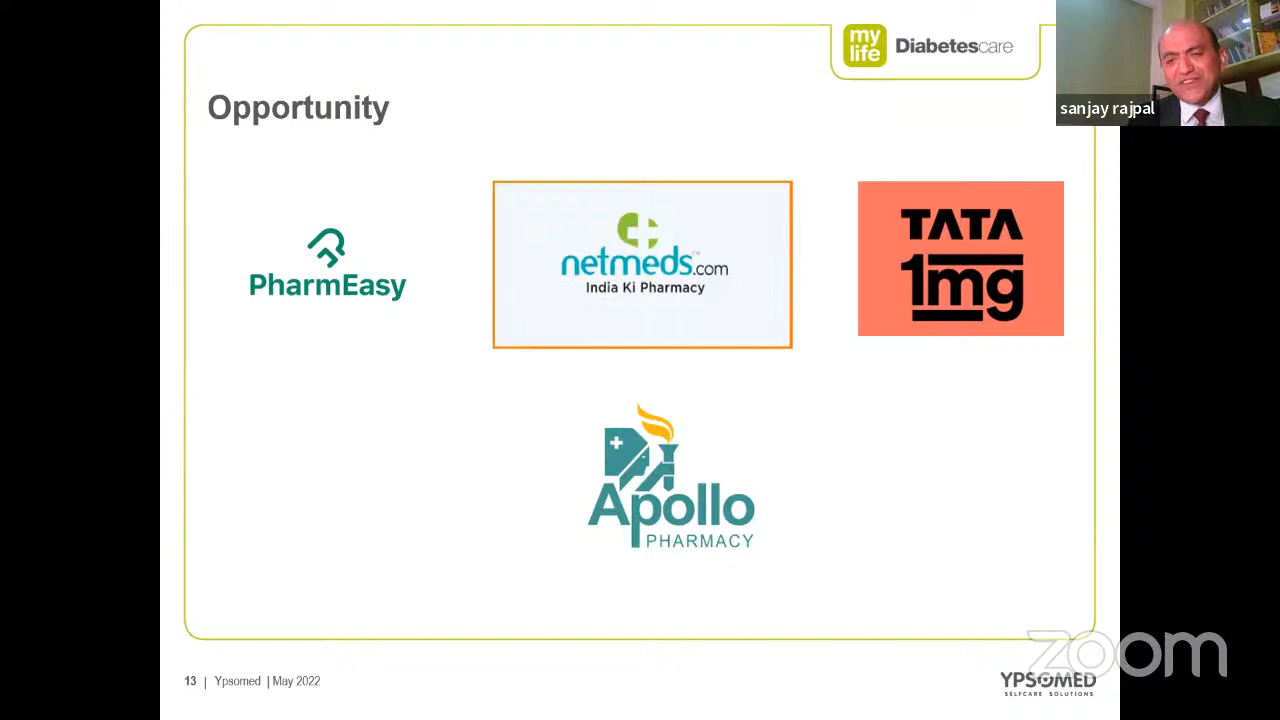 my
life
Diabetescare
sanjay rajpal
Opportunity
PharmEasy
netmeds.com
India Ki Pharmacy
TATA
1mg
Apollo
PHARMACY
13 | Ypsomed | May 2022
zoom
YPSOMED
SELFCARE SOLUTIONS